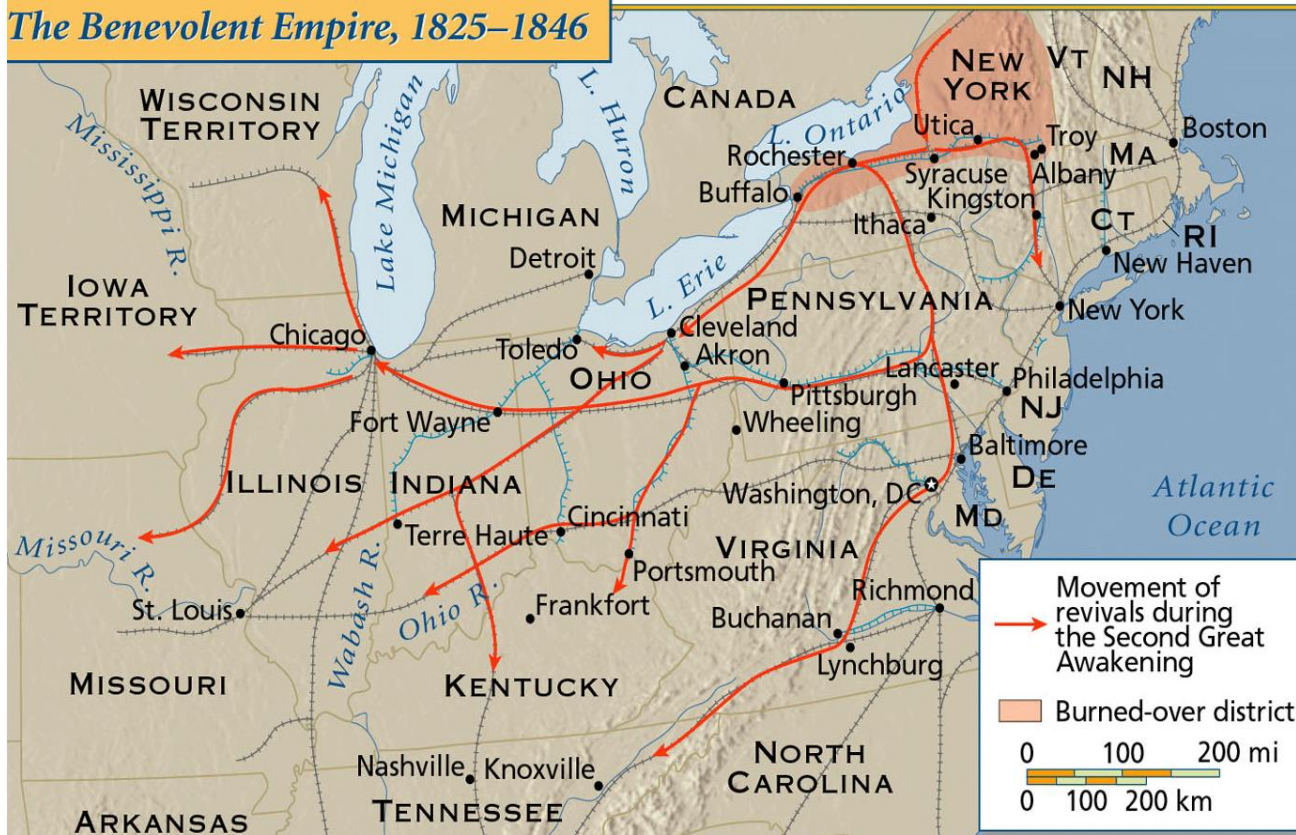 The Benevolent Empire, 1825–1846
WISCONSIN
TERRITORY
Mississippi R.
Lake Michigan
L. Huron
CANADA
L. Ontario
NEW
YORK
VT
NH
Utica
Troy
Boston
Rochester
MA
Syracuse
Albany
Buffalo
Kingston
MICHIGAN
Ithaca
CT
RI
Detroit
New Haven
L. Erie
IOWA
TERRITORY
PENNSYLVANIA
New York
Chicago
Cleveland
Toledo
Akron
OHIO
Lancaster
Philadelphia
Pittsburgh
NJ
Fort Wayne
Wheeling
Baltimore
ILLINOIS
INDIANA
DE
Washington, DC
MD
Atlantic
Ocean
Terre Haute
Cincinnati
Missouri R.
VIRGINIA
Portsmouth
Richmond
St. Louis
Wabash R.
Ohio R.
Frankfort
Buchanan
Lynchburg
MISSOURI
KENTUCKY
Nashville
Knoxville
NORTH
CAROLINA
TENNESSEE
ARKANSAS
Movement of
revivals during
the Second Great
Awakening
Burned-over district
0 100 200 mi
0 100 200 km